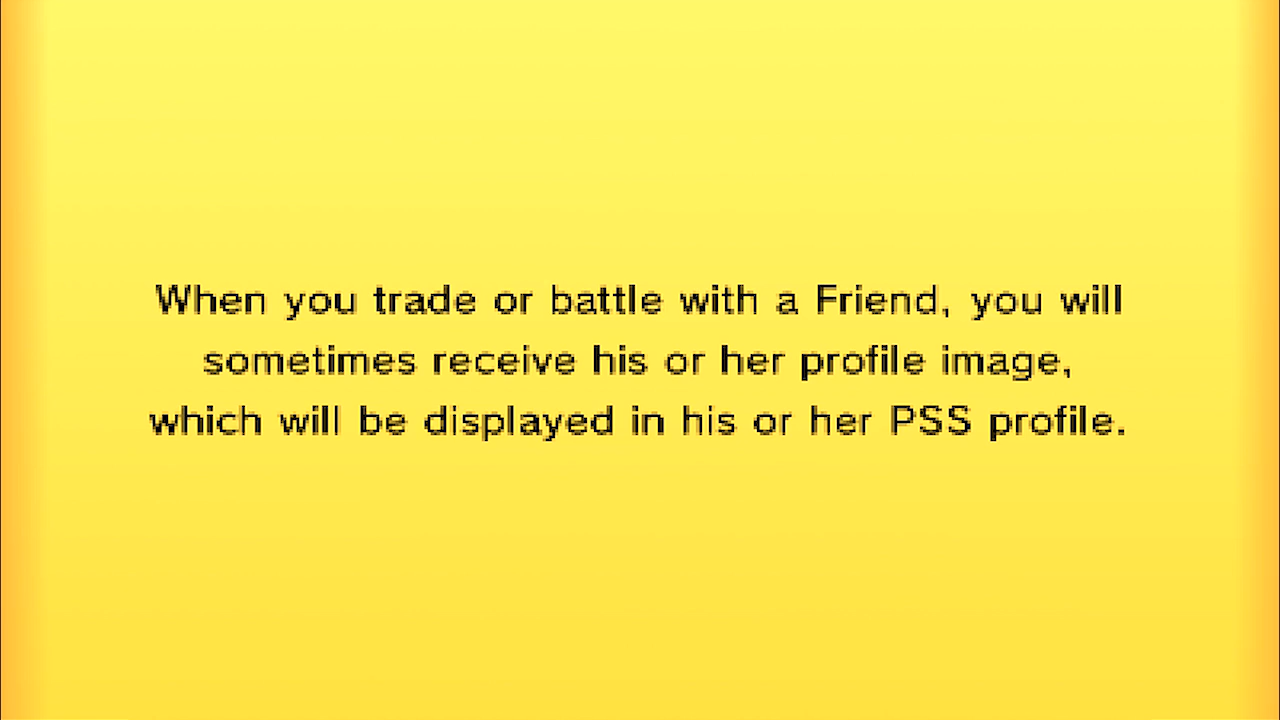 When you trade or battle with a Friend, you will
sometimes receive his or her profile image,
which will be displayed in his or her PSS profile.